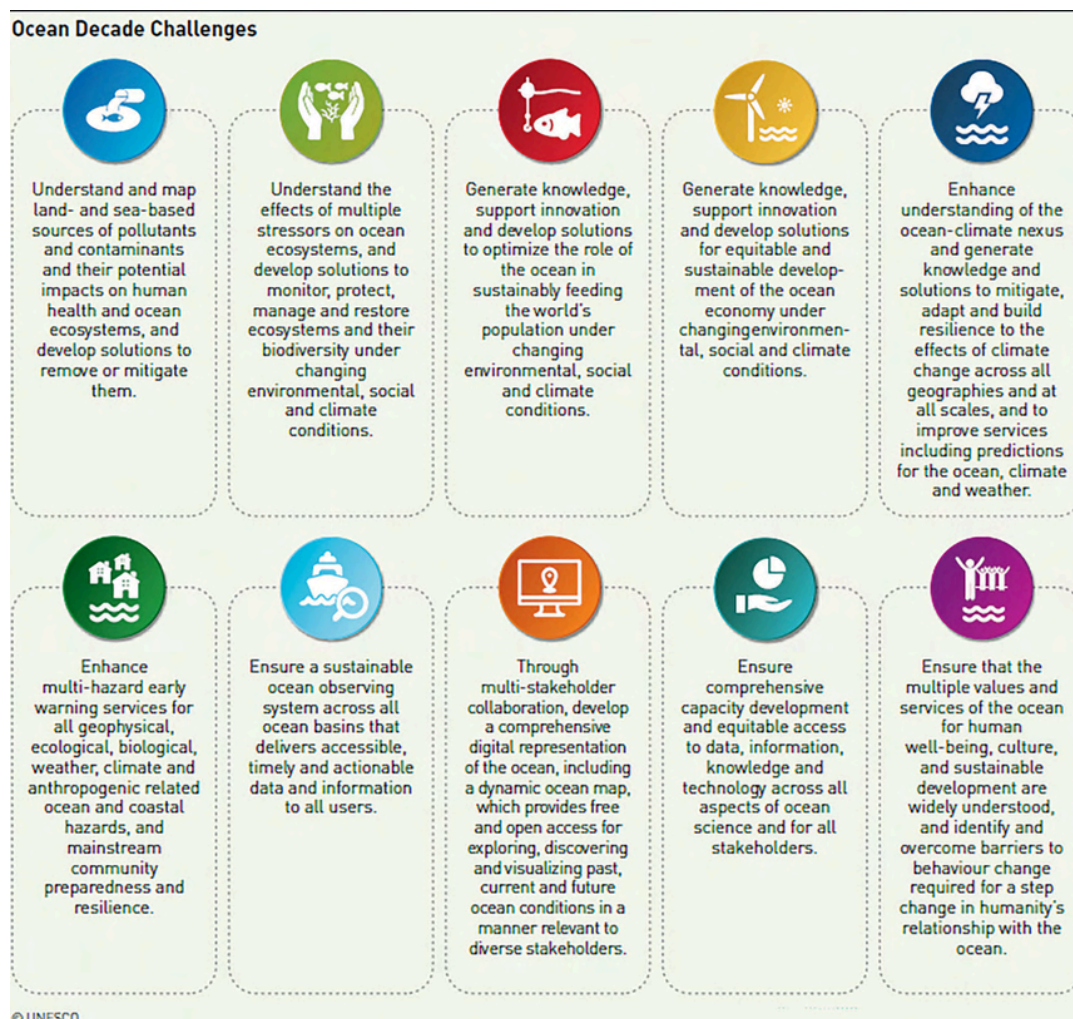 Ocean Decade Challenges
Understand and map
land- and sea-based
sources of pollutants
and contaminants
and their potential
impacts on human
health and ocean
ecosystems, and
develop solutions to
remove or mitigate
them.
Understand the
effects of multiple
stressors on ocean
ecosystems, and
develop solutions to
monitor, protect,
manage and restore
ecosystems and their
biodiversity under
changing
environmental, social
and climate
conditions.
Generate knowledge,
support innovation
and develop solutions
to optimize the role of
the ocean in
sustainably feeding
the world's
population under
changing
environmental, social
and climate
conditions.
Generate knowledge,
support innovation
and develop solutions
for equitable and
sustainable develop-
ment of the ocean
economy under
changingenvironmen-
tal, social and climate
conditions.
Enhance
understanding of the
ocean-climate nexus
and generate
knowledge and
solutions to mitigate,
adapt and build
resilience to the
effects of climate
change across all
geographies and at
all scales, and to
improve services
including predictions
for the ocean, climate
and weather.
Enhance
multi-hazard early
warning services for
all geophysical,
ecological, biological,
weather, climate and
anthropogenic related
ocean and coastal
hazards, and
mainstream
community
preparedness and
resilience.
Ensure a sustainable
ocean observing
system across all
ocean basins that
delivers accessible,
timely and actionable
data and information
to all users.
Through
multi-stakeholder
collaboration, develop
a comprehensive
digital representation
of the ocean, including
a dynamic ocean map,
which provides free
and open access for
exploring, discovering
and visualizing past,
current and future
ocean conditions in a
manner relevant to
diverse stakeholders.
Ensure
comprehensive
capacity development
and equitable access
to data, information,
knowledge and
technology across all
aspects of ocean
science and for all
stakeholders.
Ensure that the
multiple values and
services of the ocean
for human
well-being, culture,
and sustainable
development are
widely understood,
and identify and
overcome barriers to
behaviour change
required for a step
change in humanity's
relationship with the
ocean.
© UNESCO